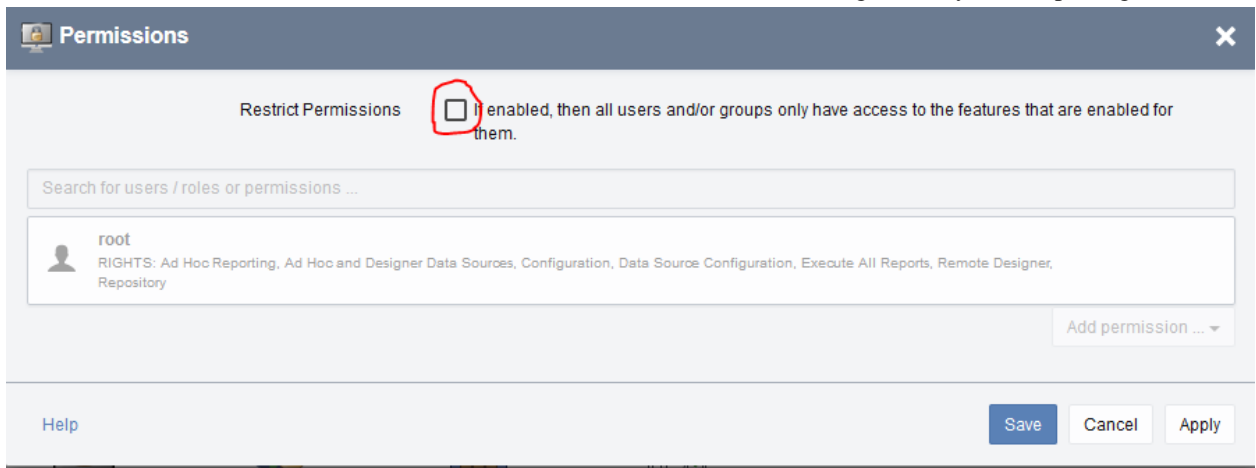 Permissions
Restrict Permissions
If enabled, then all users and/or groups only have access to the features that are enabled for
them.
Search for users / roles or permissions ...
root
RIGHTS: Ad Hoc Reporting, Ad Hoc and Designer Data Sources, Configuration, Data Source Configuration, Execute All Reports, Remote Designer,
Repository
Add permission ...
Help
Save
Cancel
Apply